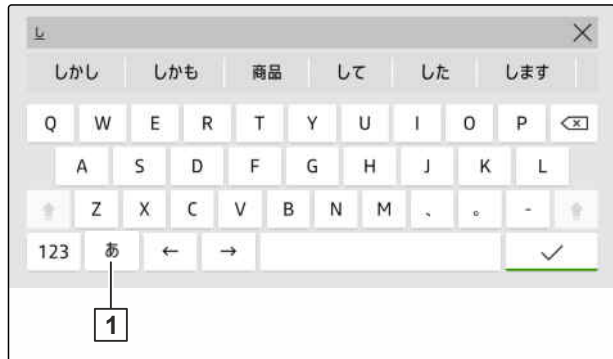 し
しかし しかも 商品 して した します
Q W E R T Y U I O P
A S D F G H J K L
Z X C V B N M 、 。 -
123 あ ← →
1